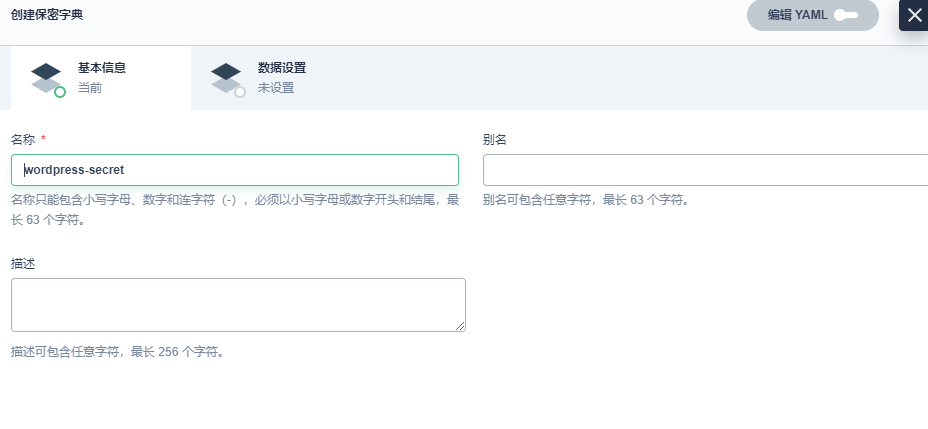 创建保密字典
编辑 YAML
基本信息
当前
数据设置
未设置
名称 *
wordpress-secret
名称只能包含小写字母、数字和连字符（-），必须以小写字母或数字开头和结尾，最
长 63 个字符。
别名
别名可包含任意字符，最长 63 个字符。
描述
描述可包含任意字符，最长 256 个字符。